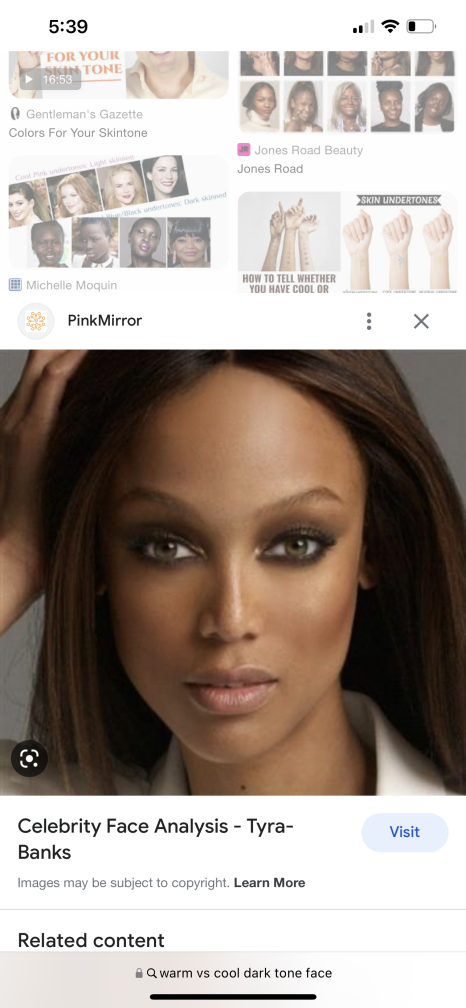 5:39
FOR YOUR
SKIN TONE
16:53
Gentleman's Gazette
Colors For Your Skintone
Jones Road Beauty
Jones Road
Cool Pink undertones: Light skinned
Blue/Black undertones: Dark skinned
Michelle Moquin
SKIN UNDERTONES
HOW TO TELL WHETHER
YOU HAVE COOL OR
PinkMirror
Celebrity Face Analysis - Tyra-
Banks
Visit
Images may be subject to copyright. Learn More
Related content
warm vs cool dark tone face